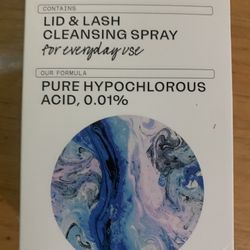 CONTAINS
LID & LASH
CLEANSING SPRAY
for everyday use
OUR FORMULA
PURE HYPOCHLOROUS
ACID, 0.01%